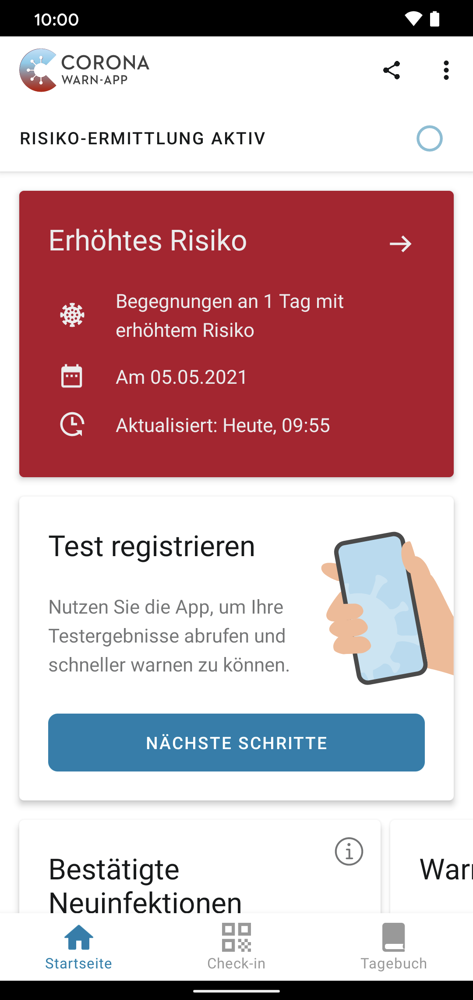 10:00
CORONA
WARN-APP
RISIKO-ERMITTLUNG AKTIV
Erhöhtes Risiko
Begegnungen an 1 Tag mit
erhöhtem Risiko
Am 05.05.2021
Aktualisiert: Heute, 09:55
Test registrieren
Nutzen Sie die App, um Ihre
Testergebnisse abrufen und
schneller warnen zu können.
NÄCHSTE SCHRITTE
Bestätigte
Neuinfektionen
Startseite
Check-in
Tagebuch